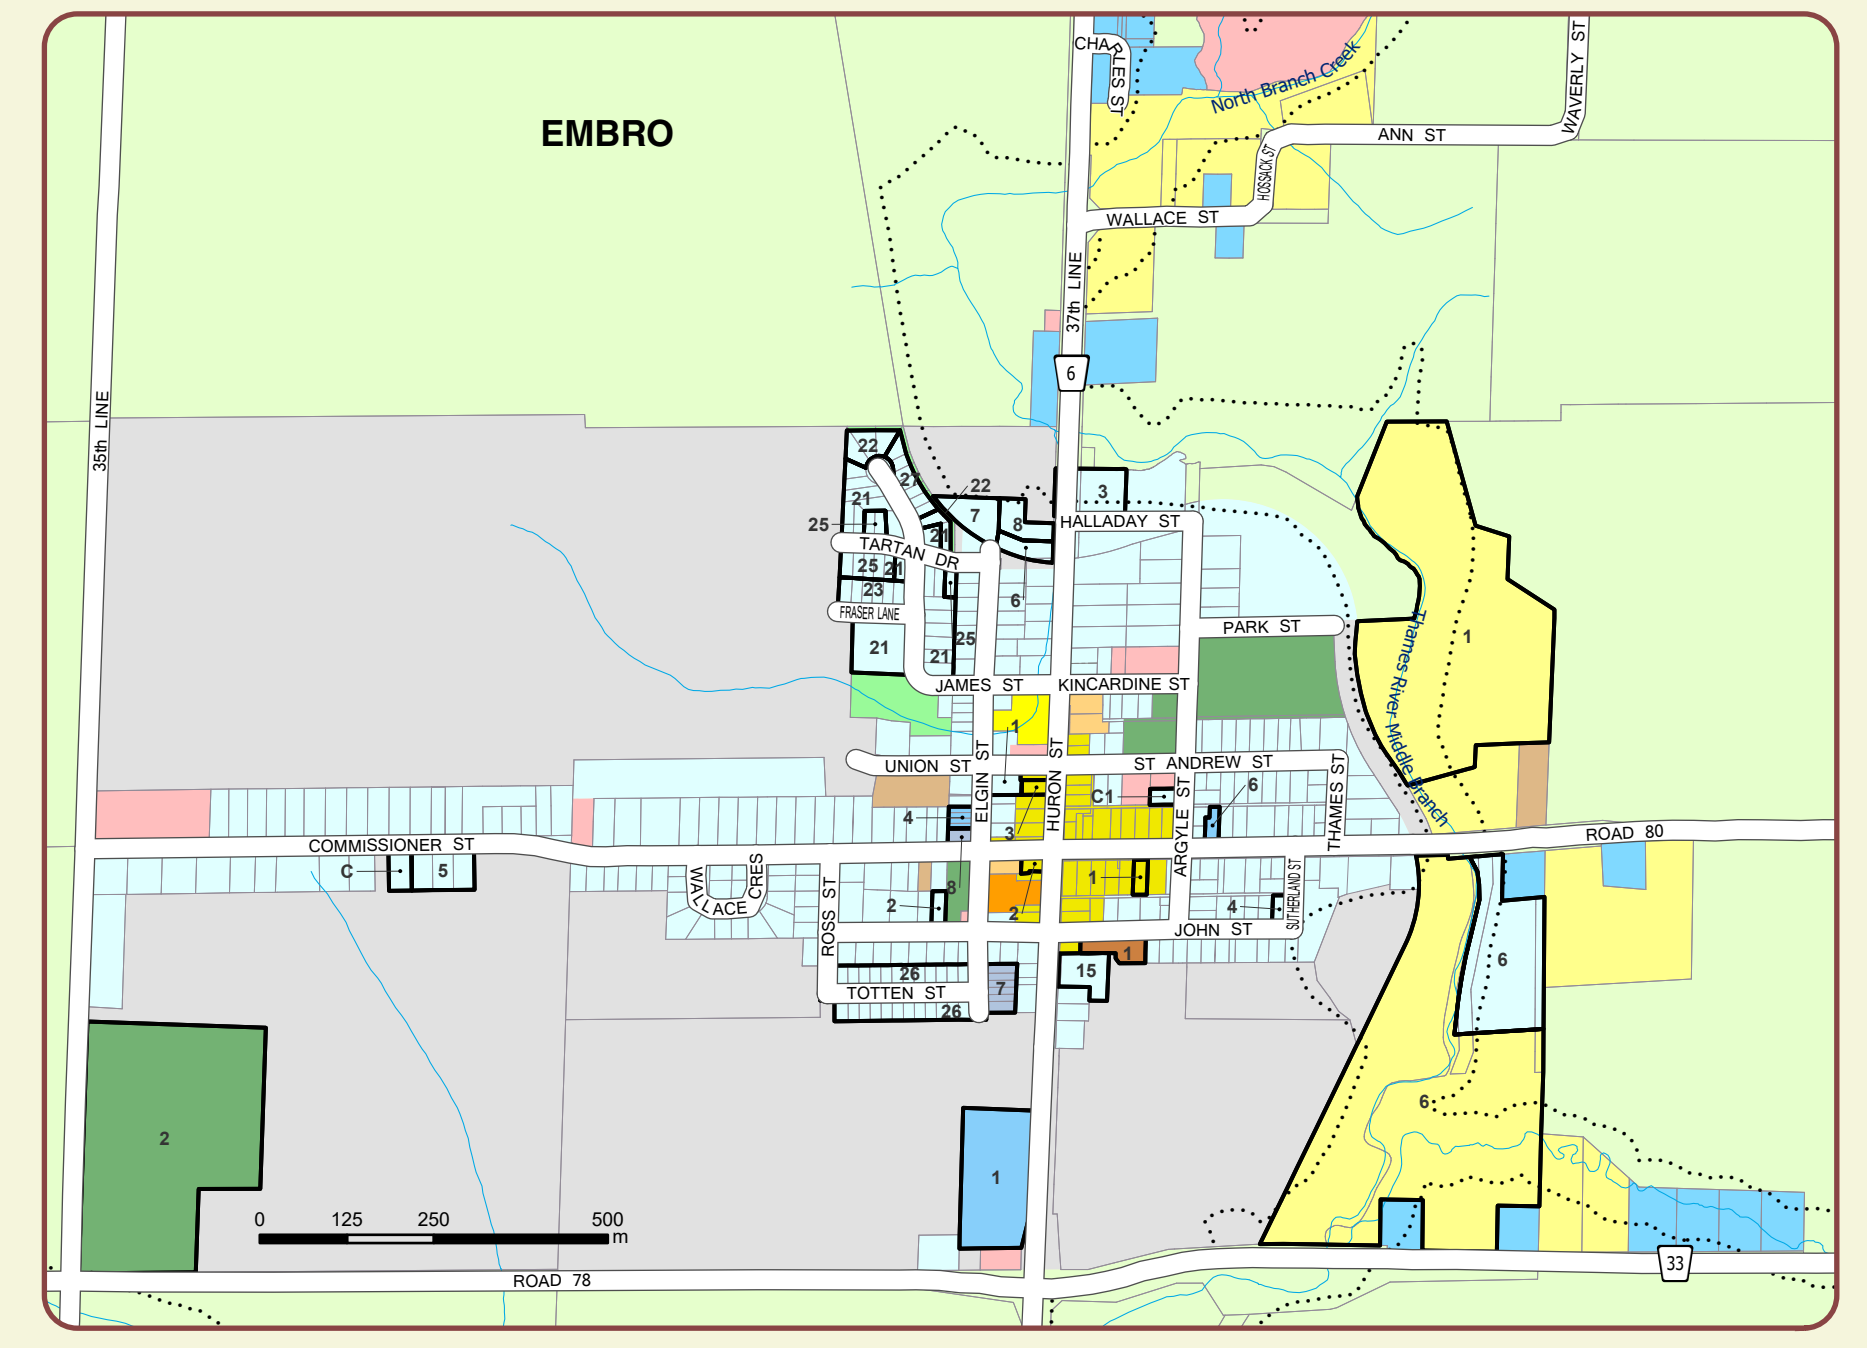 CHARLES ST
WAVERLY ST
North Branch Creek
EMBRO
ANN ST
HOSSACK ST
WALLACE ST
37th LINE
6
35th LINE
22
27
22
3
21
7
8
25
HALLADAY ST
21
TARTAN DR
25
21
23
6
FRASER LANE
25
PARK ST
1
21
21
Thames River Middle Branch
JAMES ST
KINCARDINE ST
1
UNION ST
ELGIN ST
HURON ST
ST ANDREW ST
THAMES ST
6
C1
ARGYLE ST
4
3
ROAD 80
COMMISSIONER ST
C
5
WALLACE CRES
8
1
2
2
4
SUTHERLAND ST
ROSS ST
JOHN ST
1
26
15
6
7
TOTTEN ST
26
6
2
1
0 125 250 500
m
33
ROAD 78